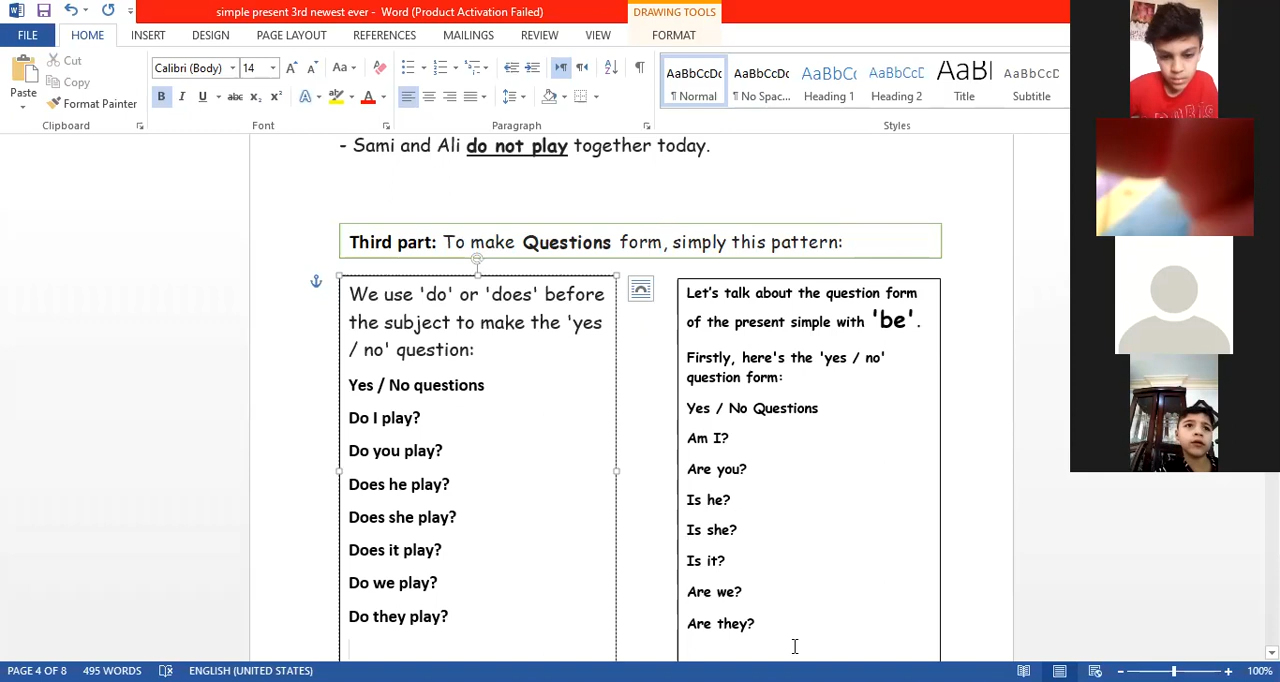 simple present 3rd newest ever - Word (Product Activation Failed)
DRAWING TOOLS
FILE HOME INSERT DESIGN PAGE LAYOUT REFERENCES MAILINGS REVIEW VIEW FORMAT
Cut
Copy
Format Painter
Paste
Calibri (Body) 14
AaBbCcDc AaBbCcDc AaBbCc AaBbCcE AaBl AaBbCcD
¶ Normal ¶ No Spac... Heading 1 Heading 2 Title Subtitle
Clipboard Font Paragraph Styles
- Sami and Ali do not play together today.
Third part: To make Questions form, simply this pattern:
We use 'do' or 'does' before
the subject to make the 'yes
/ no' question:
Yes / No questions
Do I play?
Do you play?
Does he play?
Does she play?
Does it play?
Do we play?
Do they play?
Let's talk about the question form
of the present simple with 'be'.
Firstly, here's the 'yes / no'
question form:
Yes / No Questions
Am I?
Are you?
Is he?
Is she?
Is it?
Are we?
Are they?
PAGE 4 OF 8 495 WORDS ENGLISH (UNITED STATES) 100%